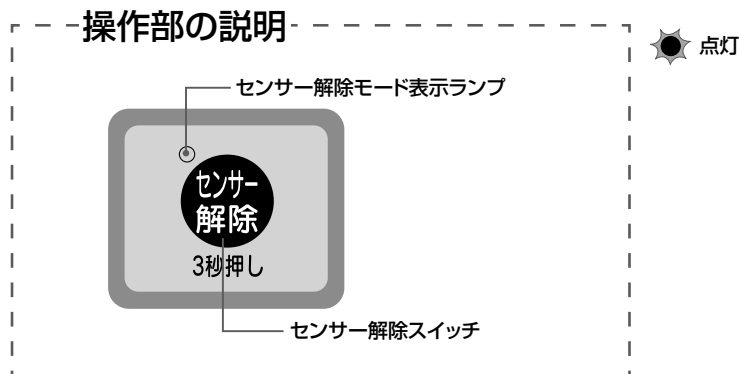 操作部の説明
点灯
センサー解除モード表示ランプ
センサー
解除
3秒押し
センサー解除スイッチ